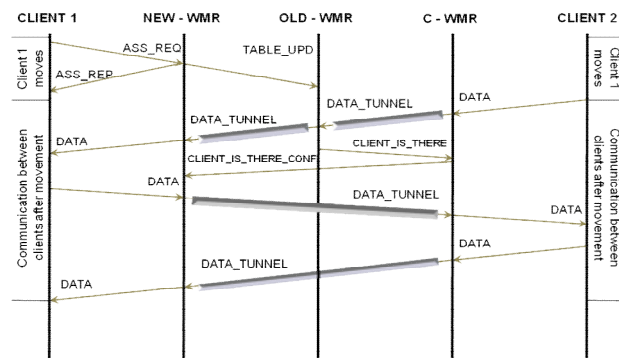 CLIENT 1
NEW - WMR
OLD - WMR
C - WMR
CLIENT 2
Client 1
moves
ASS_REQ
TABLE_UPD
ASS_REP
Client 1
moves
Communication between
clients after movement
DATA
DATA_TUNNEL
DATA_TUNNEL
DATA
CLIENT_IS_THERE
CLIENT_IS_THERE_CONF
DATA
DATA_TUNNEL
DATA
DATA
DATA_TUNNEL
DATA
Communication between
clients after movement